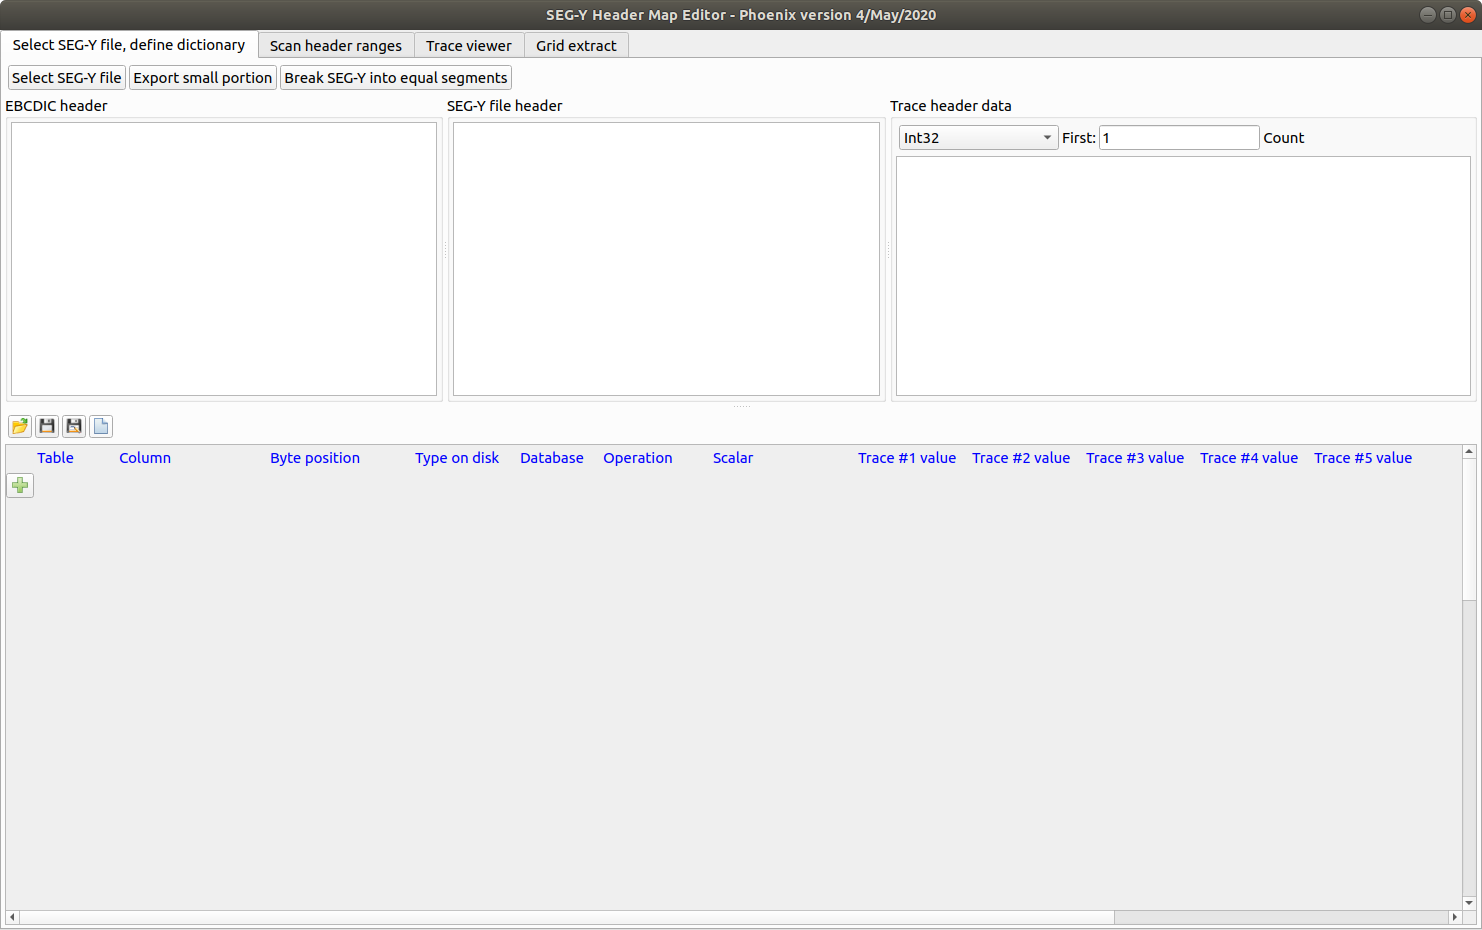 SEG-Y Header Map Editor - Phoenix version 4/May/2020
Select SEG-Y file, define dictionary Scan header ranges Trace viewer Grid extract
Select SEG-Y file Export small portion Break SEG-Y into equal segments
EBCDIC header SEG-Y file header Trace header data
Int32 First: 1 Count
Table Column Byte position Type on disk Database Operation Scalar Trace #1 value Trace #2 value Trace #3 value Trace #4 value Trace #5 value